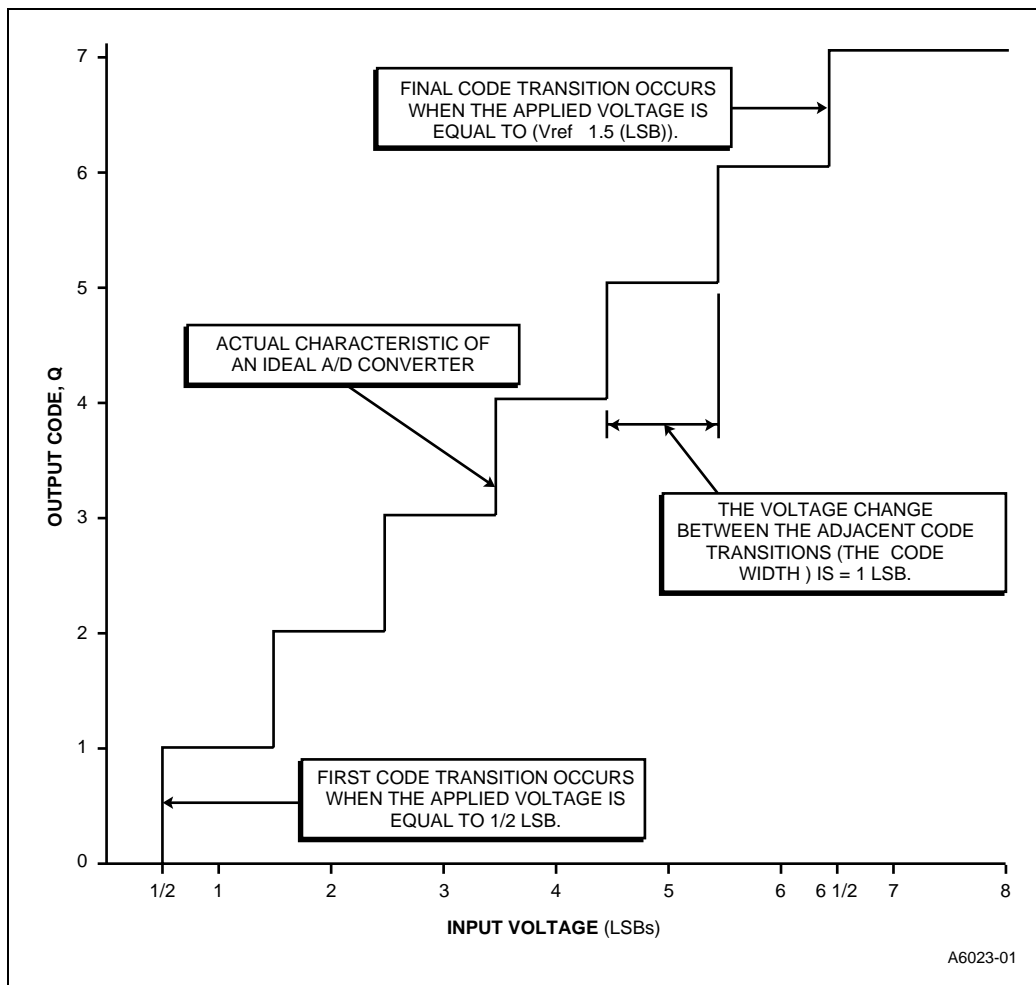 7
FINAL CODE TRANSITION OCCURS
WHEN THE APPLIED VOLTAGE IS
EQUAL TO (Vref 1.5 (LSB)).
6
5
ACTUAL CHARACTERISTIC OF
AN IDEAL A/D CONVERTER
OUTPUT CODE, Q
4
THE VOLTAGE CHANGE
BETWEEN THE ADJACENT CODE
TRANSITIONS (THE CODE
WIDTH ) IS = 1 LSB.
3
2
1
FIRST CODE TRANSITION OCCURS
WHEN THE APPLIED VOLTAGE IS
EQUAL TO 1/2 LSB.
0
1/2 1 2 3 4 5 6 6 1/2 7 8
INPUT VOLTAGE (LSBs)
A6023-01